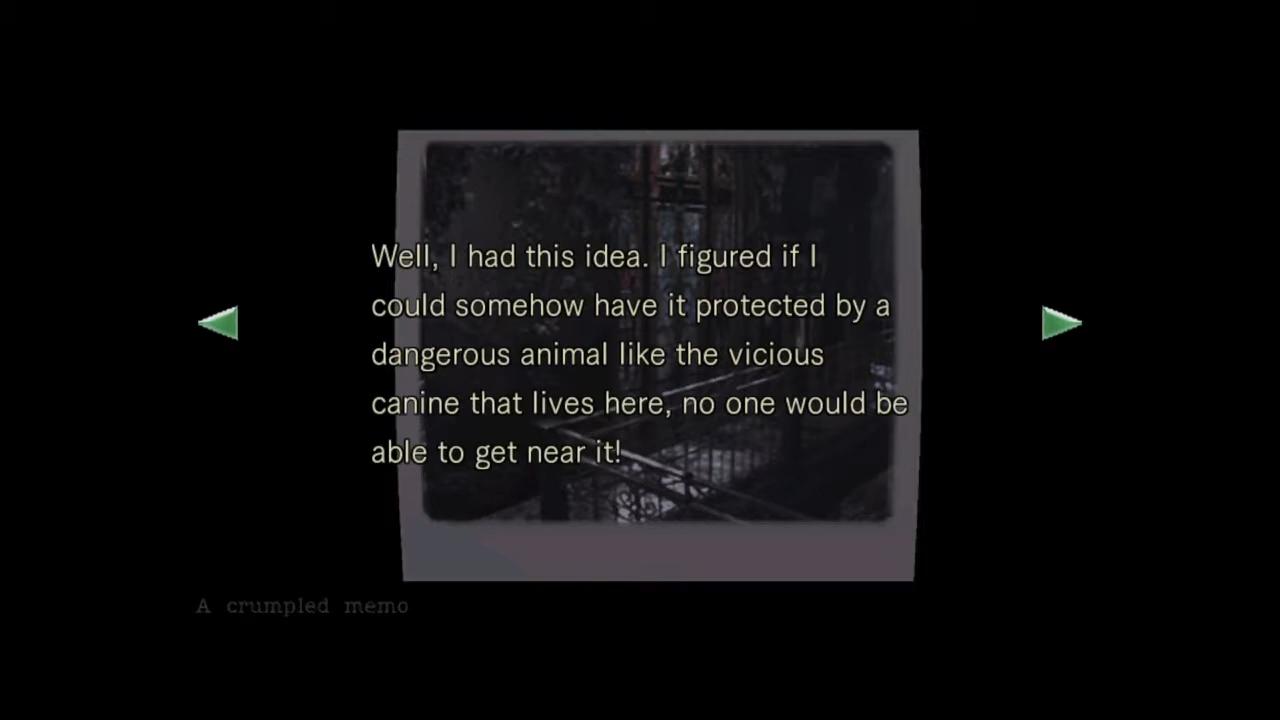 Well, I had this idea. I figured if I
could somehow have it protected by a
dangerous animal like the vicious
canine that lives here, no one would be
able to get near it!
A crumpled memo